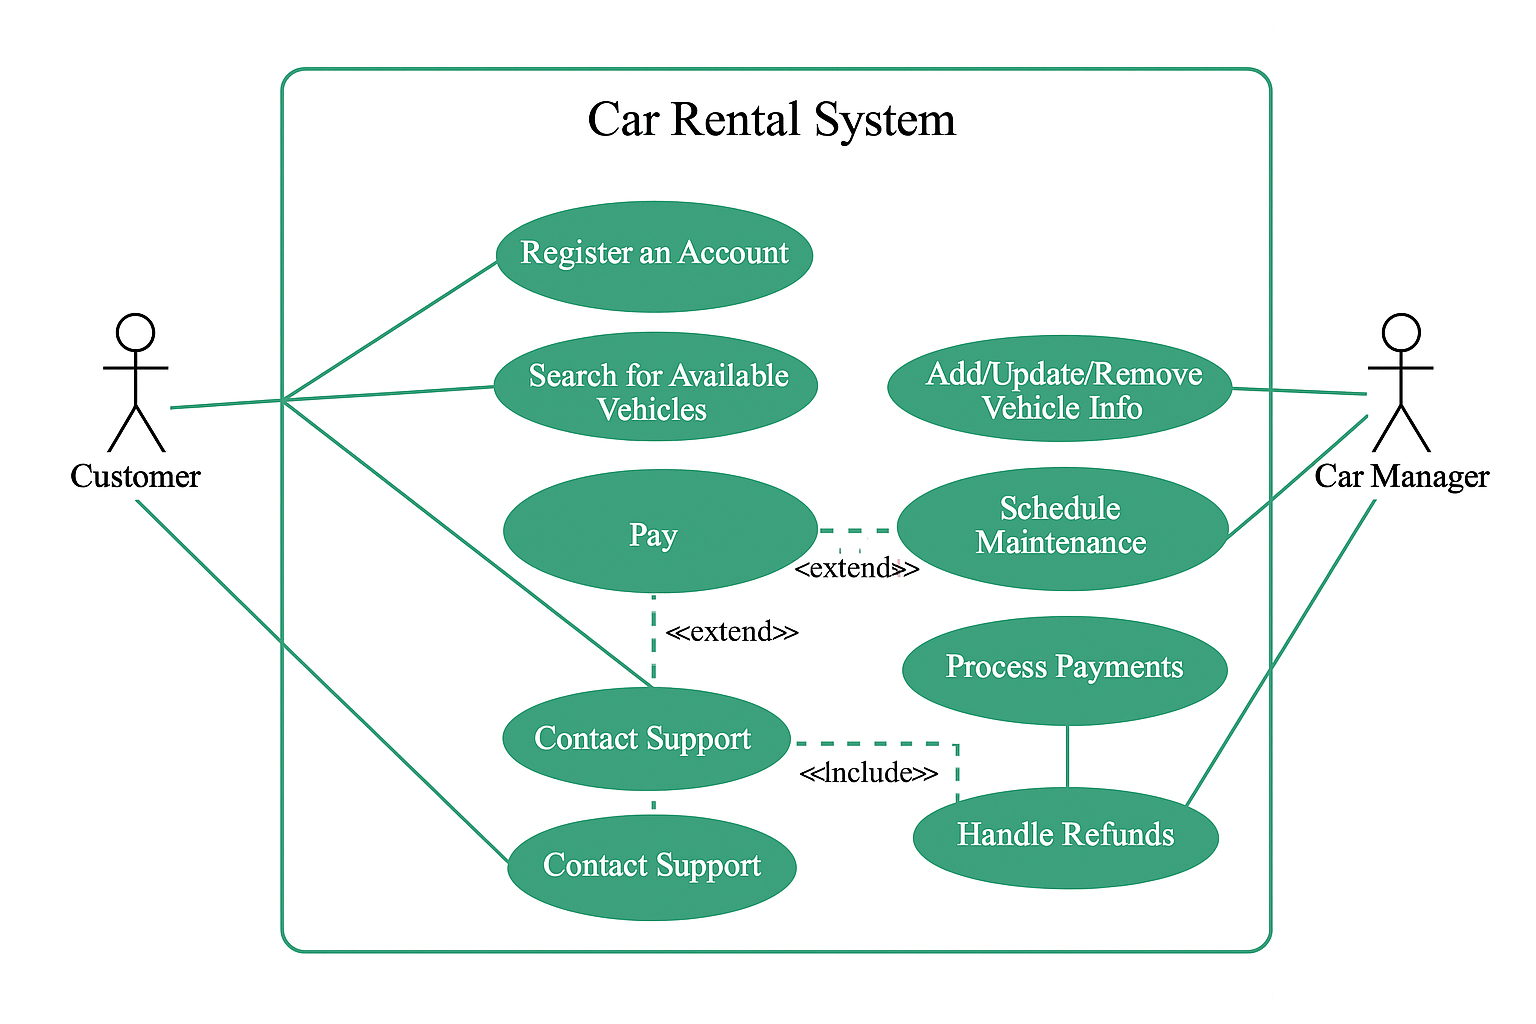 Car Rental System
Register an Account
Search for Available
Vehicles
Add/Update/Remove
Vehicle Info
Customer
Car Manager
Pay
Schedule
Maintenance
<extend>>
<<extend>>
Process Payments
Contact Support
<<Include>>
Handle Refunds
Contact Support